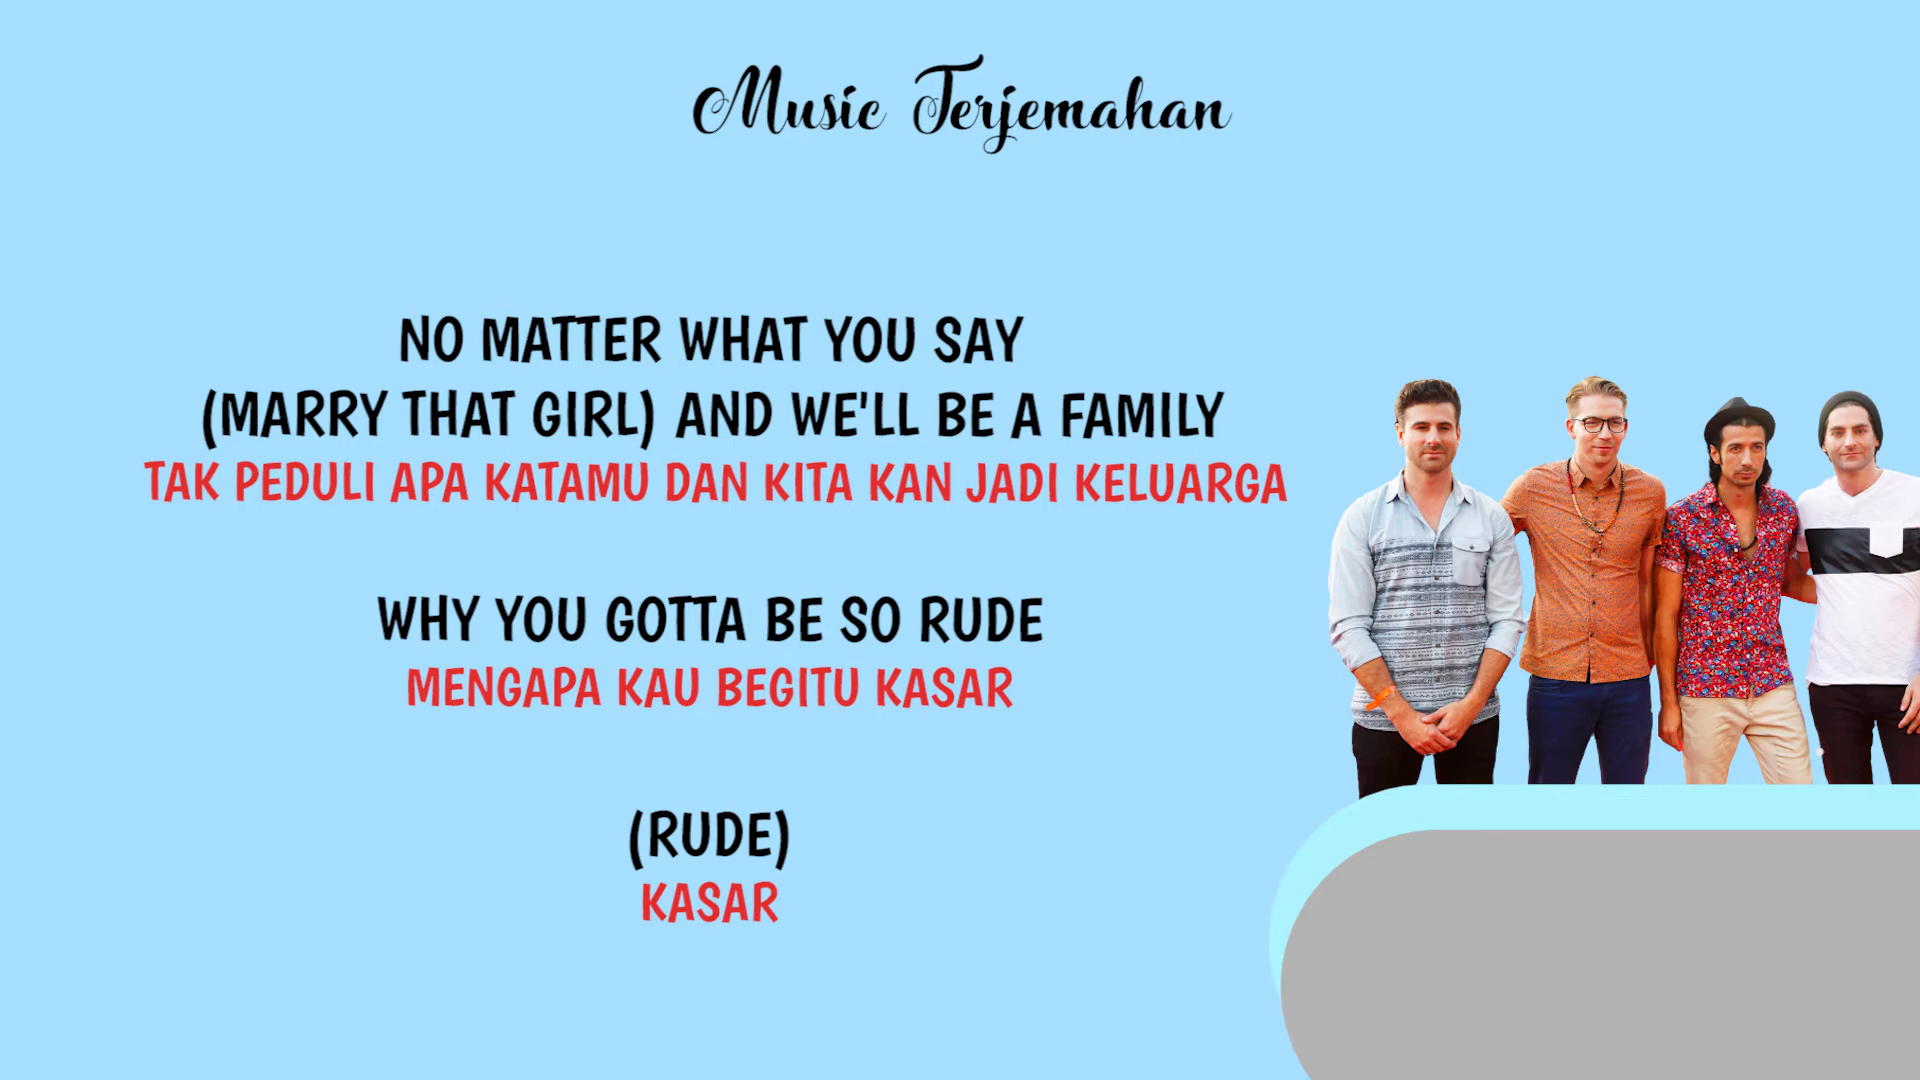 Music Terjemahan
NO MATTER WHAT YOU SAY
(MARRY THAT GIRL) AND WE'LL BE A FAMILY
TAK PEDULI APA KATAMU DAN KITA KAN JADI KELUARGA
WHY YOU GOTTA BE SO RUDE
MENGAPA KAU BEGITU KASAR
(RUDE)
KASAR